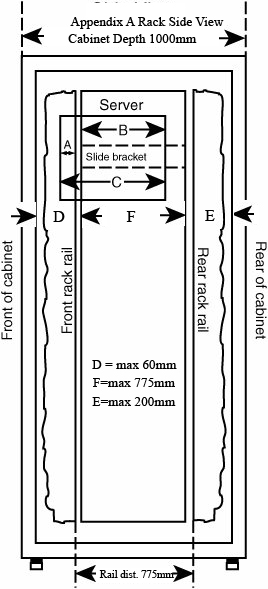 Appendix A Rack Side View
Cabinet Depth 1000mm
Server
B
A
Slide bracket
C
D
F
E
Front of cabinet
Front rack rail
Rear rack rail
Rear of cabinet
D = max 60mm
F=max 775mm
E=max 200mm
Rail dist. 775mm